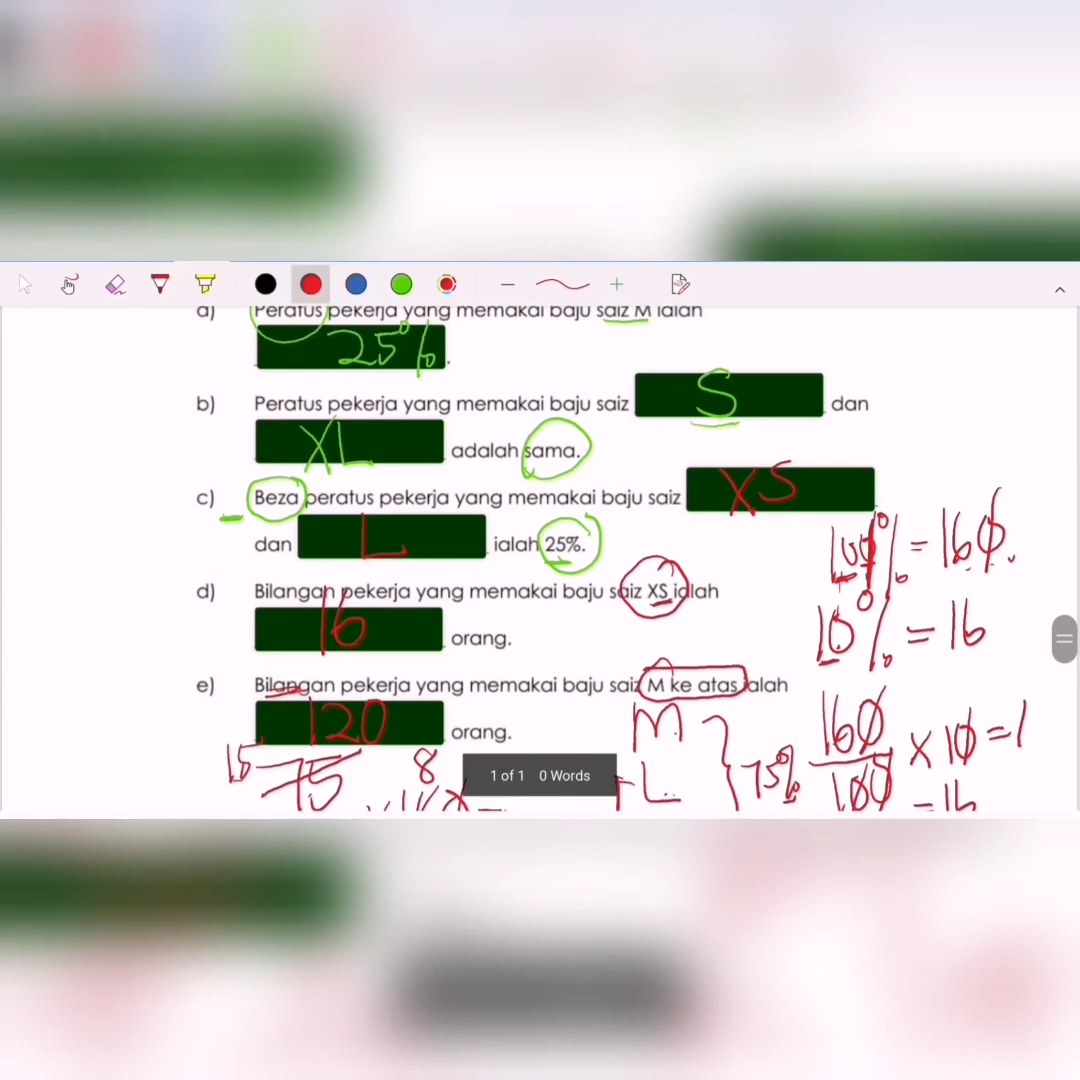 a) Peratus pekerja yang memakai baju saiz M ialah
25%.
b) Peratus pekerja yang memakai baju saiz S dan
XL adalah sama.
c) Beza peratus pekerja yang memakai baju saiz XS
dan L ialah 25%.
100% = 160.
d) Bilangan pekerja yang memakai baju saiz XS ialah
16 orang.
10% = 16
e) Bilangan pekerja yang memakai baju saiz M ke atas ialah
120 orang.
M
160
100 × 10 = 1
= 16
15
75
8
L
75%
1 of 1 0 Words